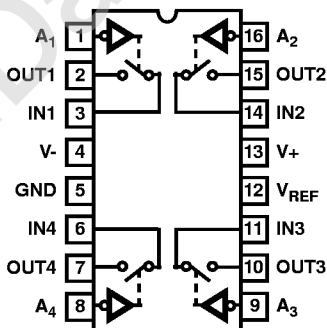 A1 1 16 A2
OUT1 2 15 OUT2
IN1 3 14 IN2
V- 4 13 V+
GND 5 12 VREF
IN4 6 11 IN3
OUT4 7 10 OUT3
A4 8 9 A3